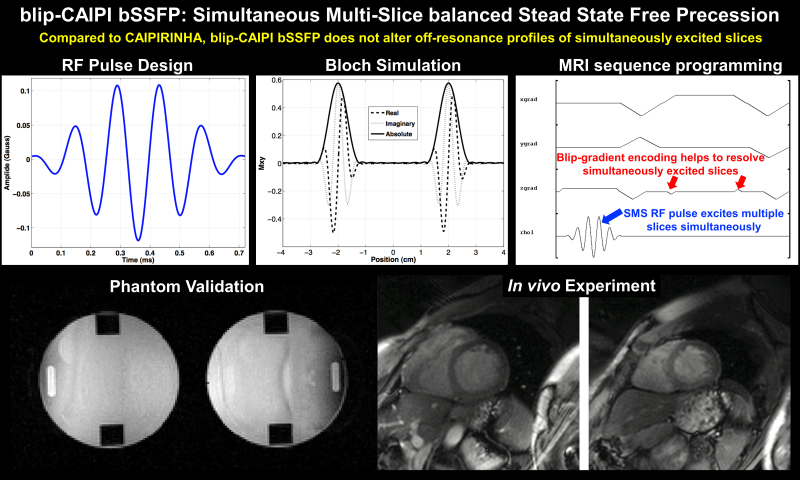 blip-CAIPI bSSFP: Simultaneous Multi-Slice balanced Stead State Free Precession
Compared to CAIPIRINHA, blip-CAIPI bSSFP does not alter off-resonance profiles of simultaneously excited slices
RF Pulse Design
0.1
0.05
0
−0.05
−0.1
Amplide (Gauss)
0 0.1 0.2 0.3 0.4 0.5 0.6 0.7
Time (ms)
Bloch Simulation
0.6
0.4
0.2
0
−0.2
−0.4
Mxy
Real
Imaginary
Absolute
−4 −3 −2 −1 0 1 2 3 4
Position (cm)
MRI sequence programming
xgrad
ygrad
Blip-gradient encoding helps to resolve
simultaneously excited slices
zgrad
SMS RF pulse excites multiple
slices simultaneously
rho1
Phantom Validation
In vivo Experiment